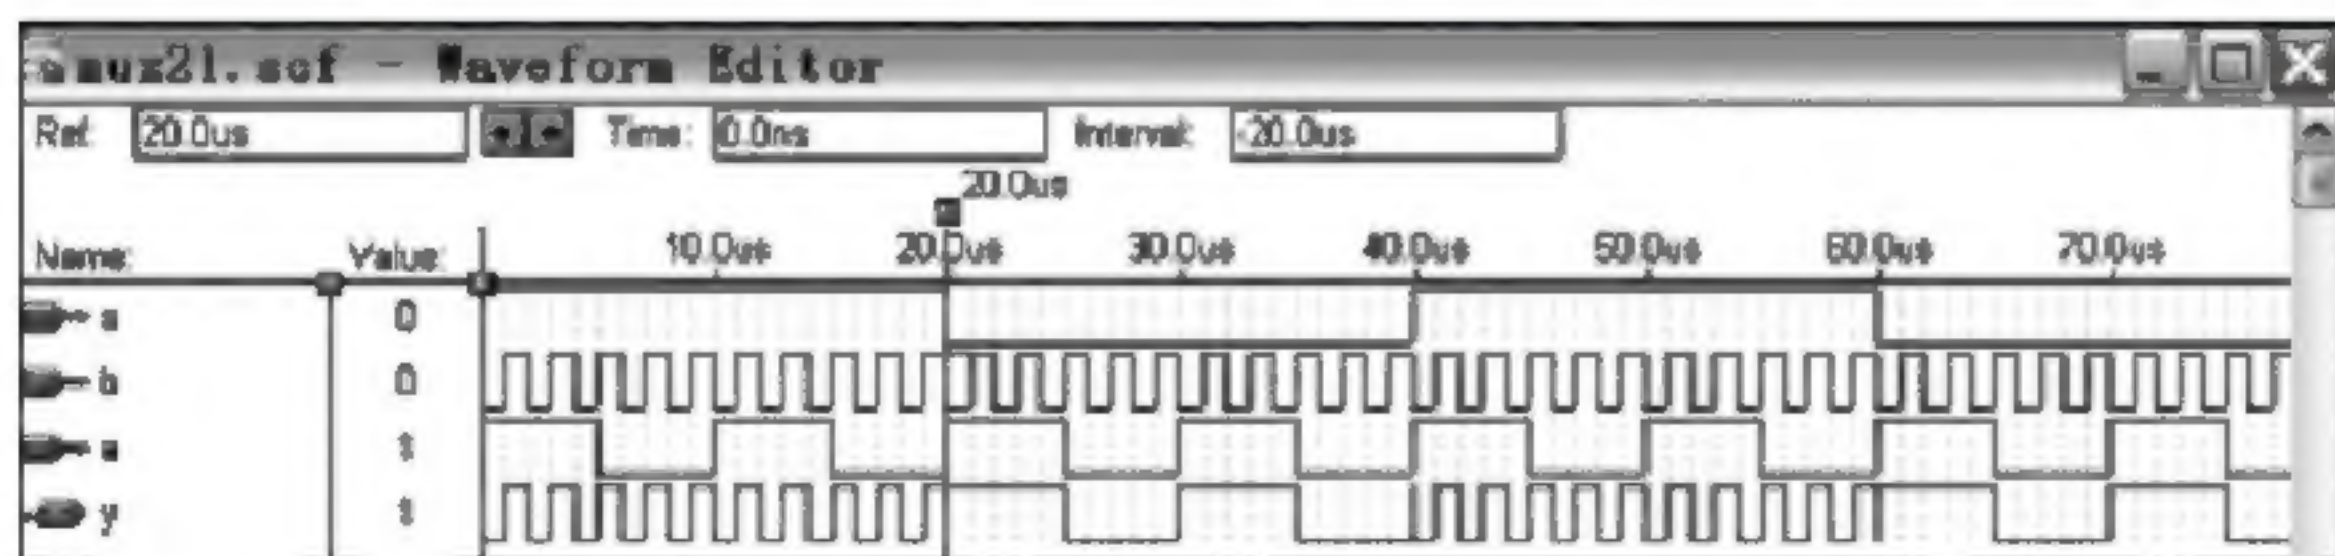 mux21.scf - Waveform Editor
Ref: 20.0us Time: 0.0ns Interval: -20.0us
20.0us
Name: Value: 10.0us 20.0us 30.0us 40.0us 50.0us 60.0us 70.0us
0
b 0
1
y 1